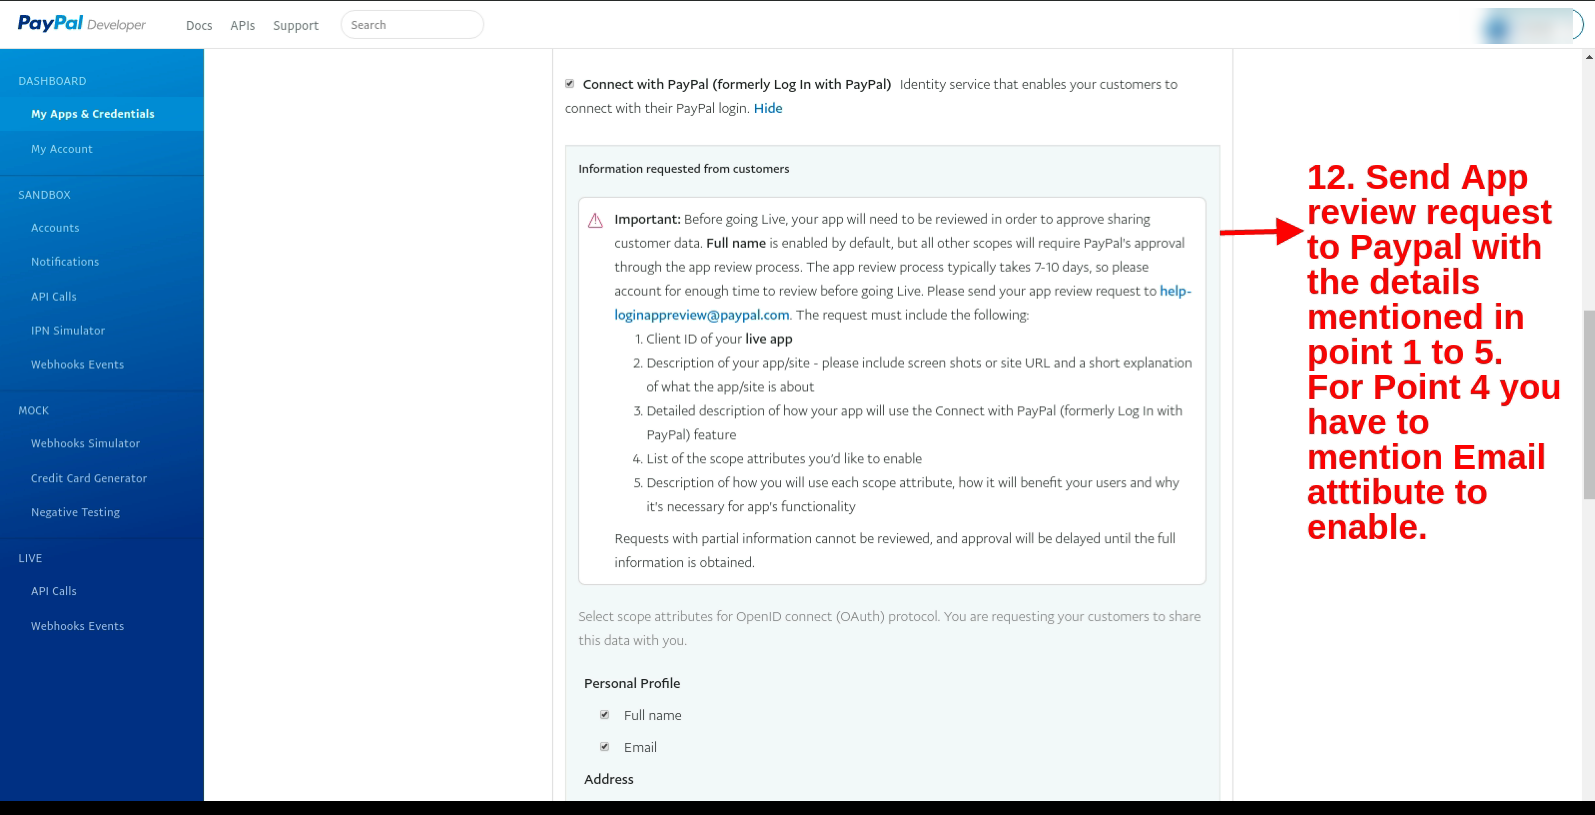 PayPal Developer
Docs APIs Support Search
DASHBOARD
My Apps & Credentials
My Account
SANDBOX
Accounts
Notifications
API Calls
IPN Simulator
Webhooks Events
MOCK
Webhooks Simulator
Credit Card Generator
Negative Testing
LIVE
API Calls
Webhooks Events
Connect with PayPal (formerly Log In with PayPal) Identity service that enables your customers to
connect with their PayPal login. Hide
Information requested from customers
Important: Before going Live, your app will need to be reviewed in order to approve sharing
customer data. Full name is enabled by default, but all other scopes will require PayPal's approval
through the app review process. The app review process typically takes 7-10 days, so please
account for enough time to review before going Live. Please send your app review request to help-
loginappreview@paypal.com. The request must include the following:
1. Client ID of your live app
2. Description of your app/site - please include screen shots or site URL and a short explanation
of what the app/site is about
3. Detailed description of how your app will use the Connect with PayPal (formerly Log In with
PayPal) feature
4. List of the scope attributes you'd like to enable
5. Description of how you will use each scope attribute, how it will benefit your users and why
it's necessary for app's functionality
Requests with partial information cannot be reviewed, and approval will be delayed until the full
information is obtained.
Select scope attributes for OpenID connect (OAuth) protocol. You are requesting your customers to share
this data with you.
Personal Profile
Full name
Email
Address
12. Send App
review request
to Paypal with
the details
mentioned in
point 1 to 5.
For Point 4 you
have to
mention Email
atttibute to
enable.